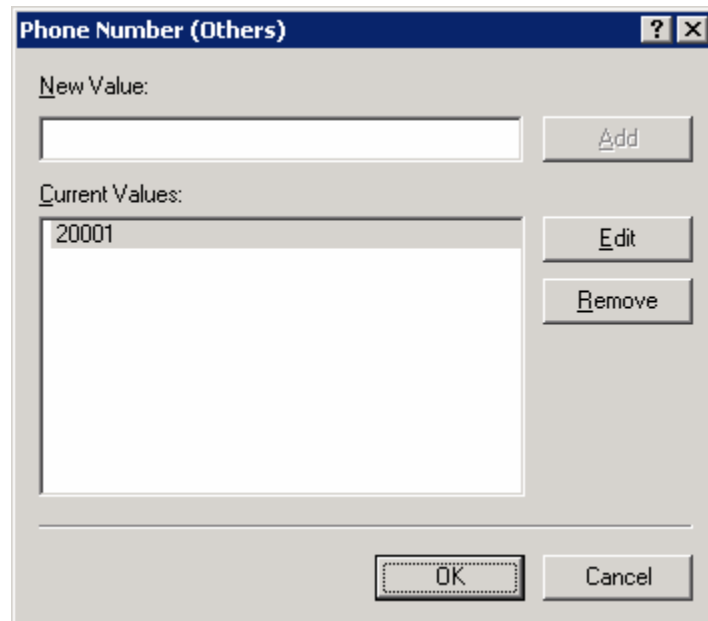 Phone Number (Others)
New Value:
Add
Current Values:
20001
Edit
Remove
OK
Cancel